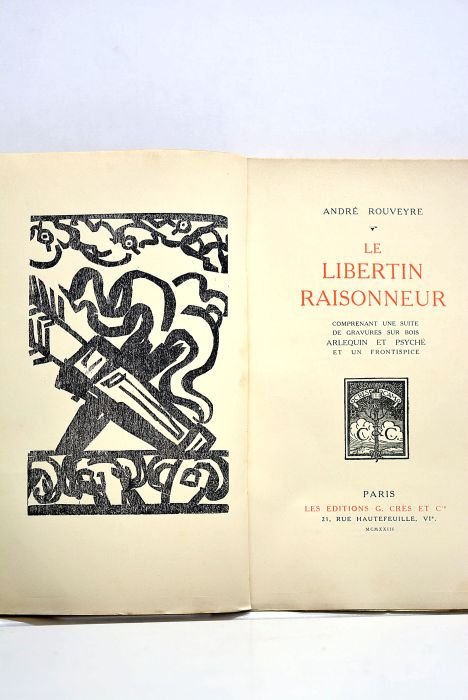 ANDRÉ ROUVEYRE
LE
LIBERTIN
RAISONNEUR
COMPRENANT UNE SUITE
DE GRAVURES SUR BOIS
ARLEQUIN ET PSYCHÉ
ET UN FRONTISPICE
C C
PARIS
LES EDITIONS G. CRES ET Cie
21, RUE HAUTEFEUILLE, VIe.
MCMXXIII